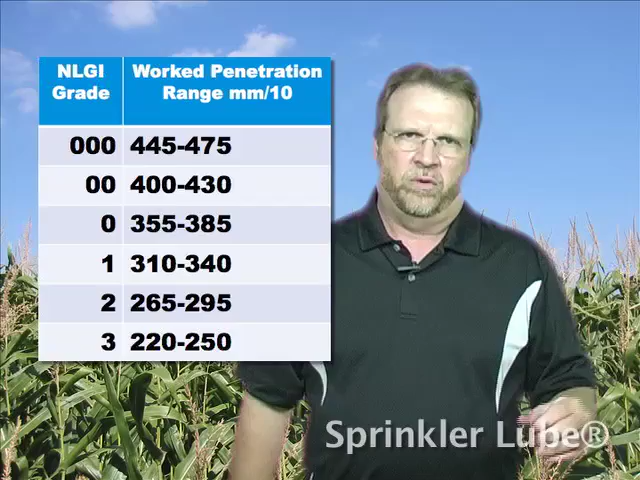 NLGI Grade
Worked Penetration Range mm/10
000 445-475
00 400-430
0 355-385
1 310-340
2 265-295
3 220-250
Sprinkler Lube®